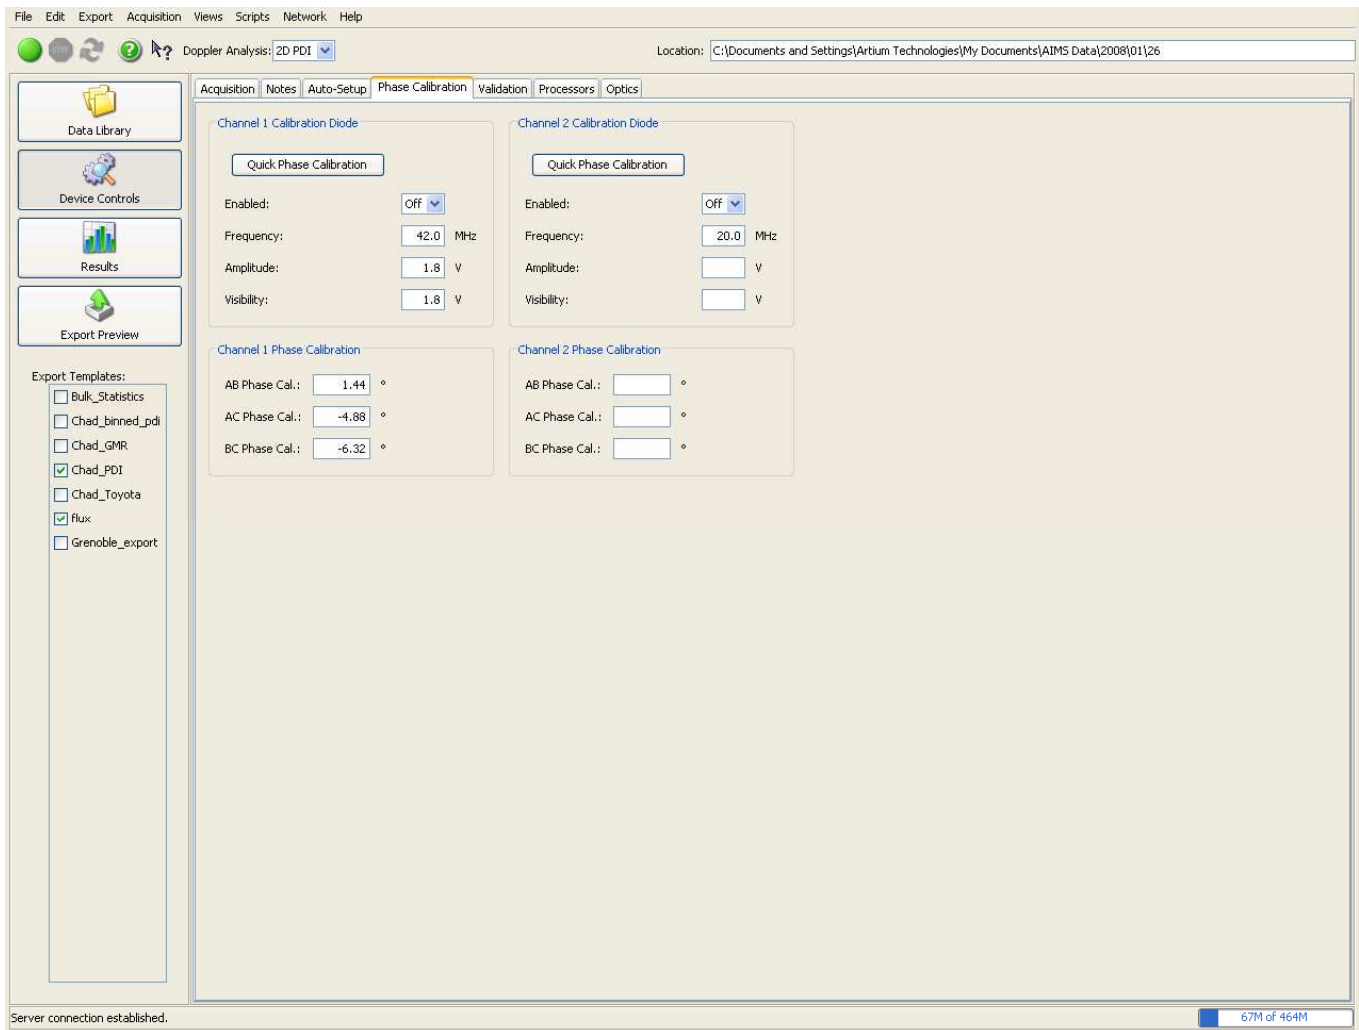 File Edit Export Acquisition Views Scripts Network Help
Doppler Analysis: 2D PDI Location: C:\Documents and Settings\Artium Technologies\My Documents\AIMS Data\2008\01\26
Acquisition Notes Auto-Setup Phase Calibration Validation Processors Optics
Data Library
Device Controls
Results
Export Preview
Export Templates:
Bulk_Statistics
Chad_binned_pdi
Chad_GMR
Chad_PDI
Chad_Toyota
flux
Grenoble_export
Channel 1 Calibration Diode
Quick Phase Calibration
Enabled: Off
Frequency: 42.0 MHz
Amplitude: 1.8 V
Visibility: 1.8 V
Channel 2 Calibration Diode
Quick Phase Calibration
Enabled: Off
Frequency: 20.0 MHz
Amplitude: V
Visibility: V
Channel 1 Phase Calibration
AB Phase Cal.: 1.44 °
AC Phase Cal.: -4.88 °
BC Phase Cal.: -6.32 °
Channel 2 Phase Calibration
AB Phase Cal.: °
AC Phase Cal.: °
BC Phase Cal.: °
Server connection established.
67M of 464M